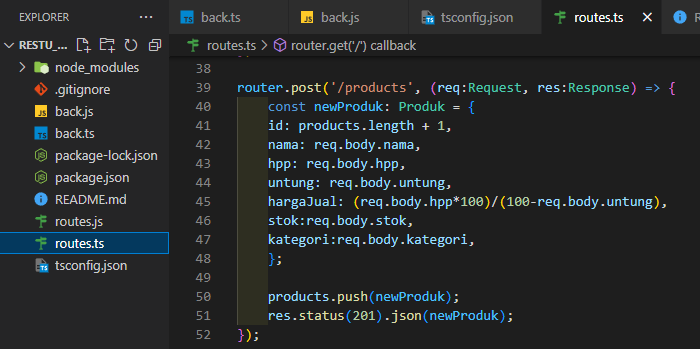 EXPLORER
RESTU_...
node_modules
.gitignore
back.js
back.ts
package-lock.json
package.json
README.md
routes.js
routes.ts
tsconfig.json
back.ts
back.js
tsconfig.json
routes.ts
READM
routes.ts > router.get('/') callback
38
39 router.post('/products', (req:Request, res:Response) => {
40 const newProduk: Produk = {
41 id: products.length + 1,
42 nama: req.body.nama,
43 hpp: req.body.hpp,
44 untung: req.body.untung,
45 hargaJual: (req.body.hpp*100)/(100-req.body.untung),
46 stok:req.body.stok,
47 kategori:req.body.kategori,
48 };
49
50 products.push(newProduk);
51 res.status(201).json(newProduk);
52 });